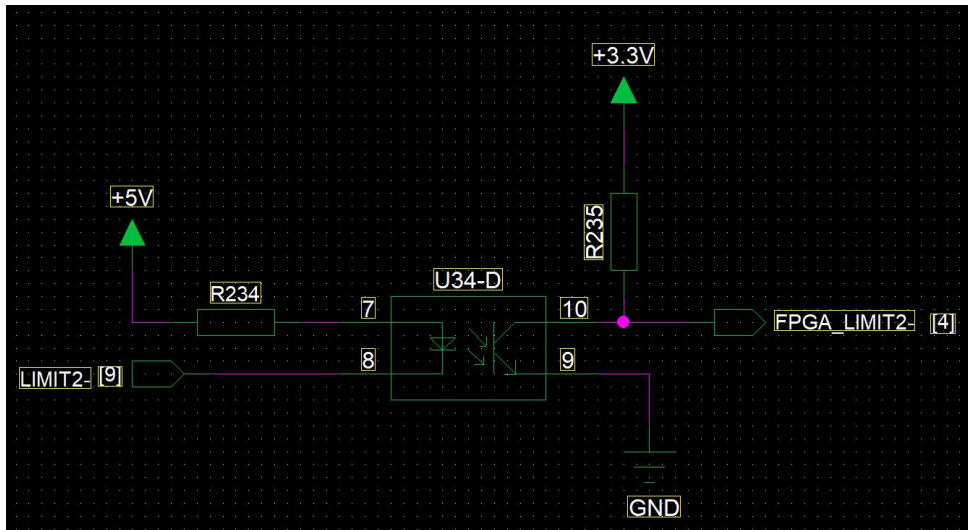 +3.3V
+5V
R235
R234
U34-D
7
10
FPGA_LIMIT2- [4]
8
9
LIMIT2- [9]
GND